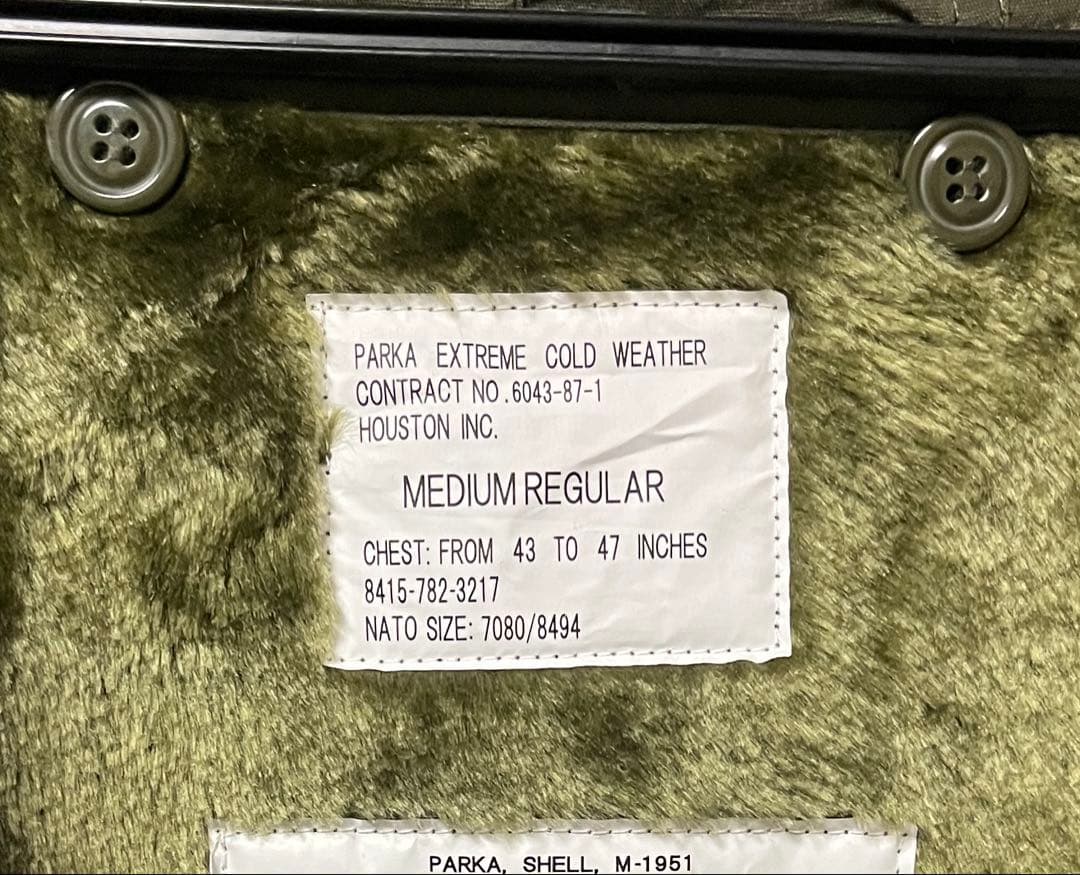 PARKA EXTREME COLD WEATHER
CONTRACT NO.6043-87-1
HOUSTON INC.
MEDIUM REGULAR
CHEST: FROM 43 TO 47 INCHES
8415-782-3217
NATO SIZE: 7080/8494
PARKA, SHELL, M-1951